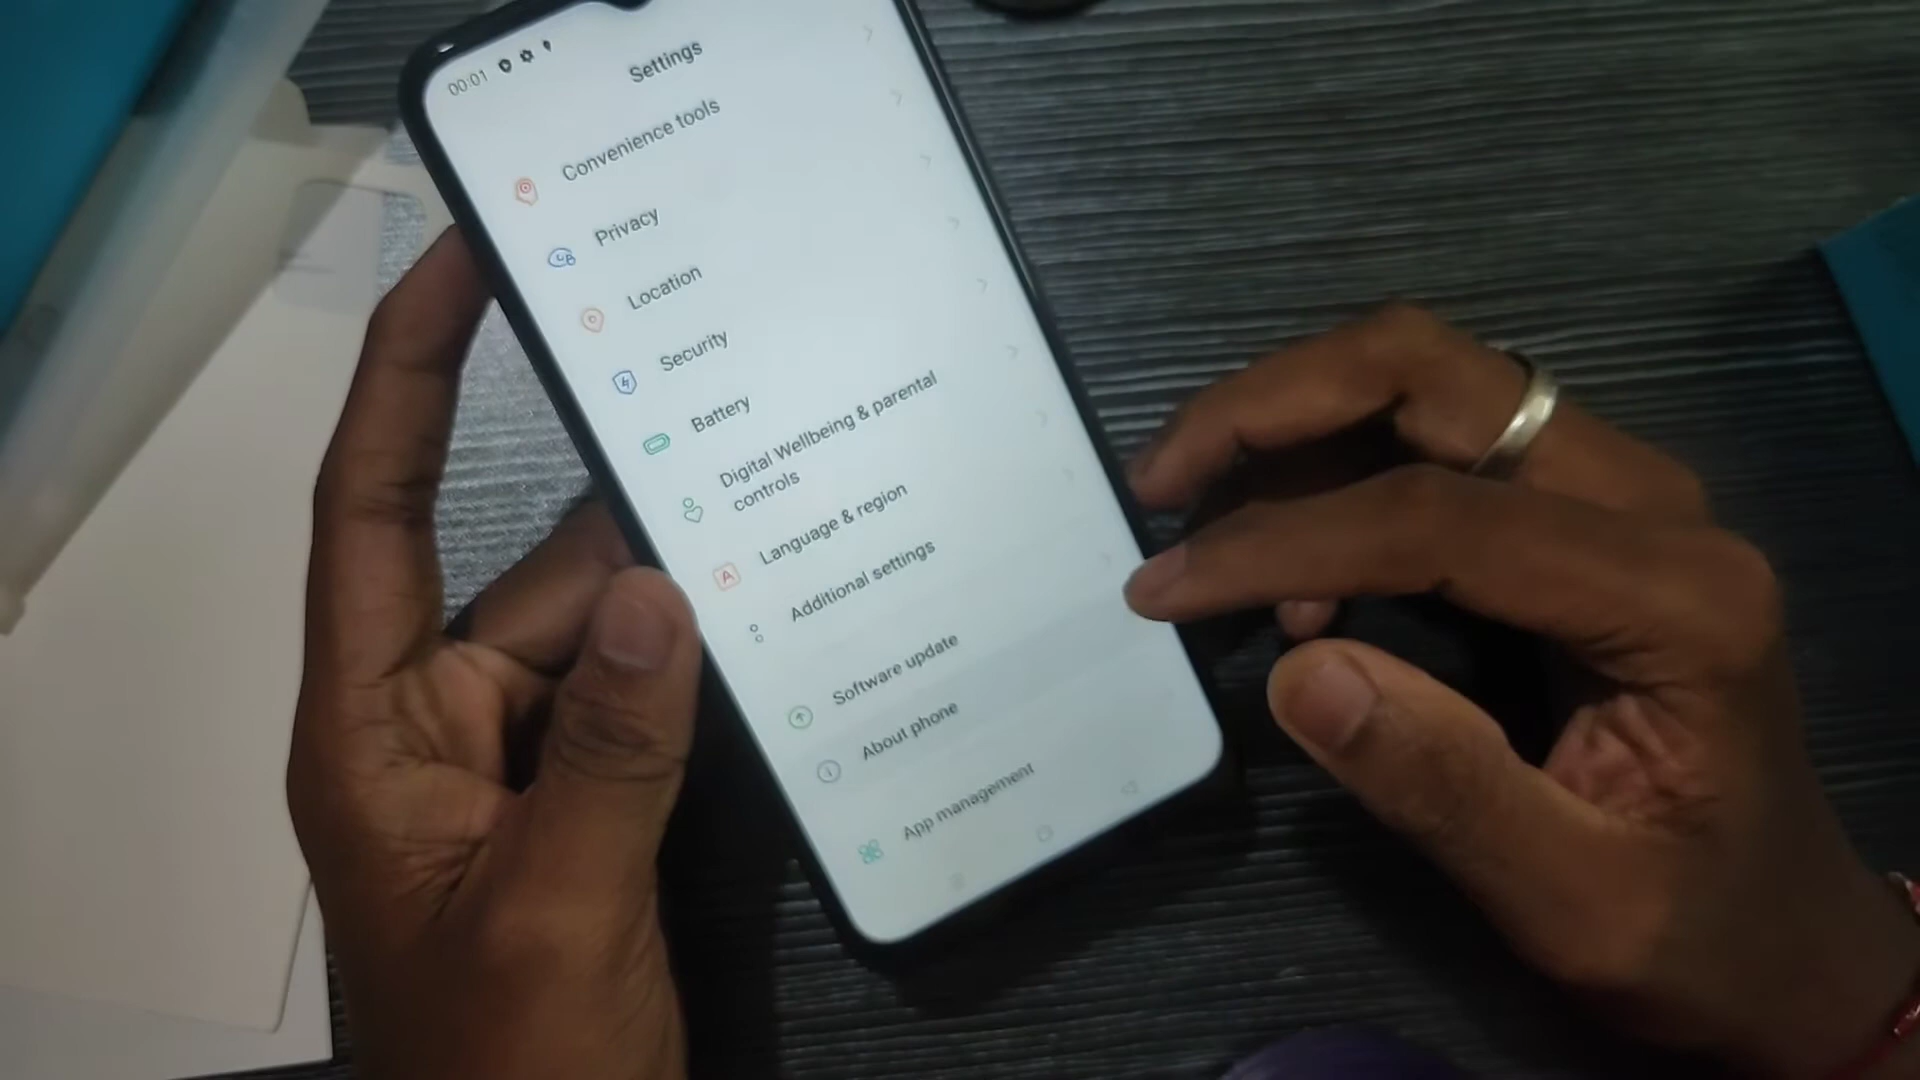 00:01
Settings
Convenience tools
Privacy
Location
Security
Battery
Digital Wellbeing & parental
controls
Language & region
Additional settings
Software update
About phone
App management